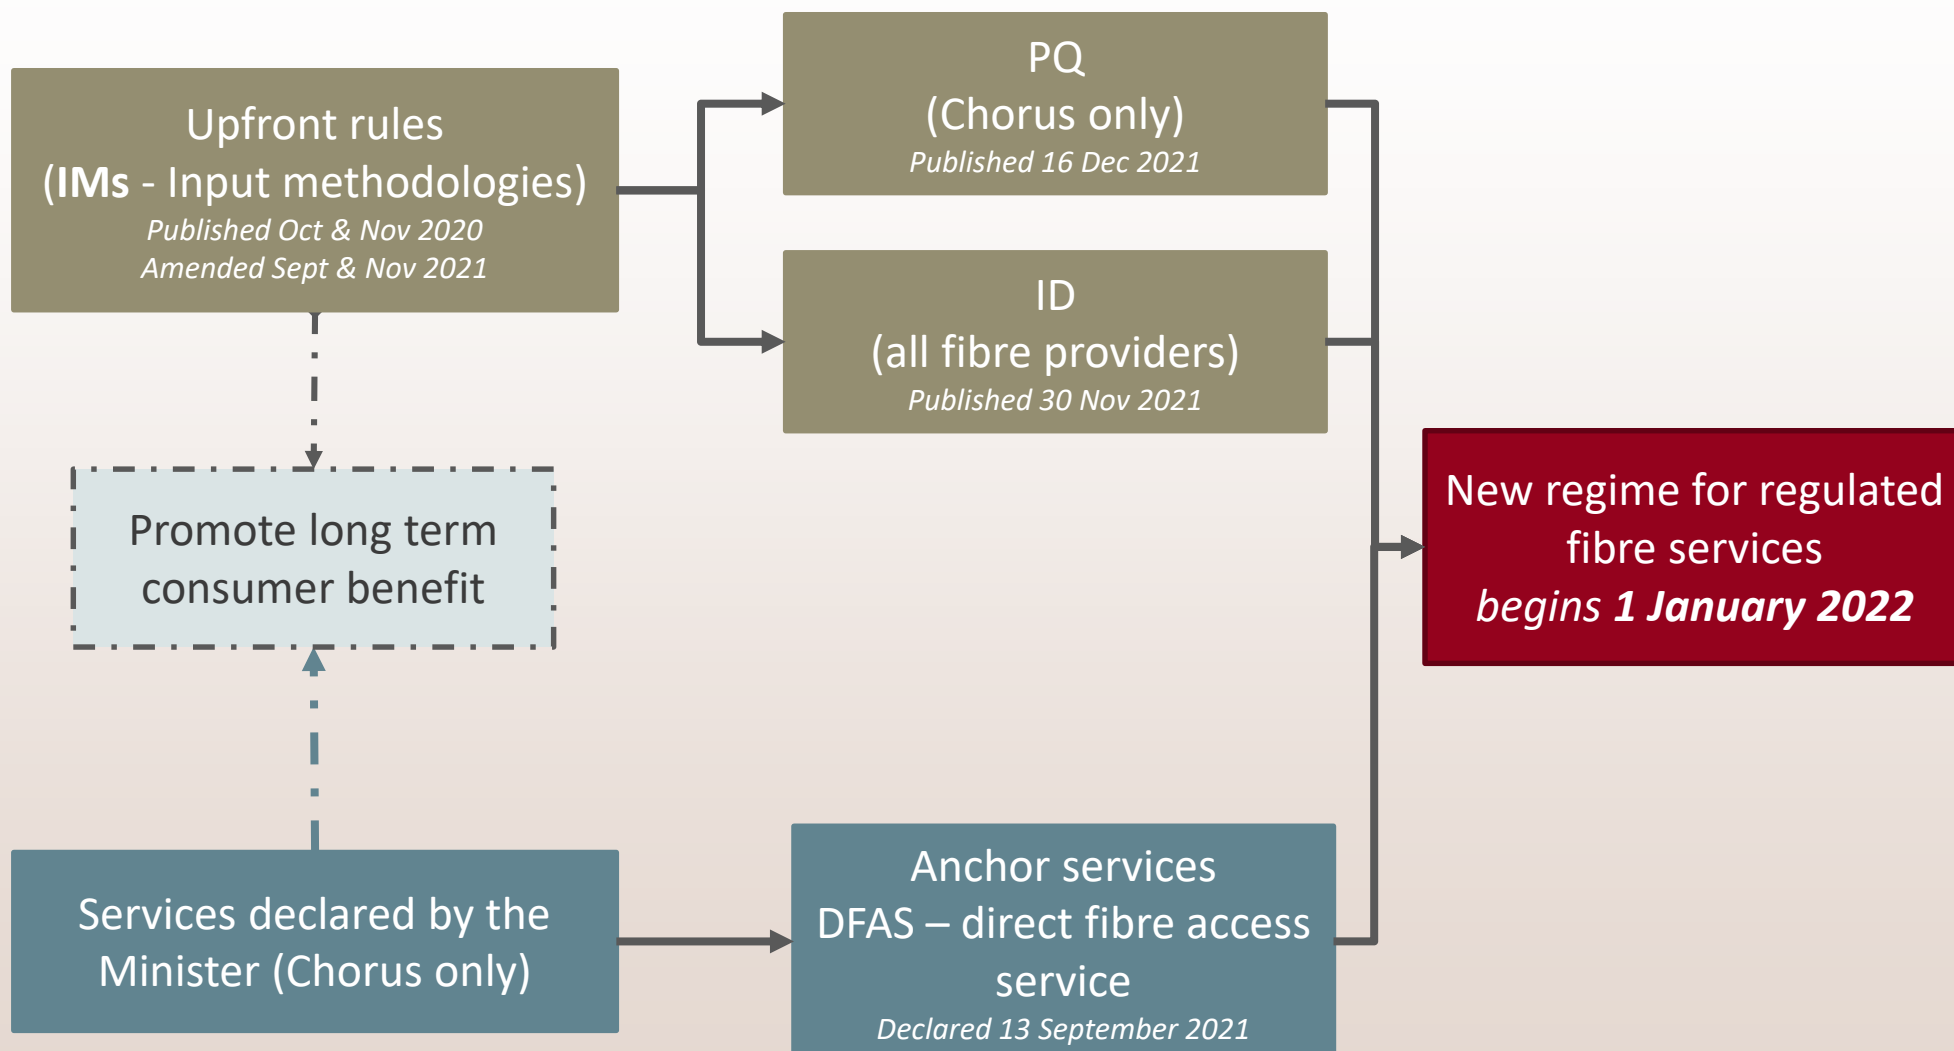 Upfront rules
(IMs - Input methodologies)
Published Oct & Nov 2020
Amended Sept & Nov 2021
PQ
(Chorus only)
Published 16 Dec 2021
ID
(all fibre providers)
Published 30 Nov 2021
Promote long term
consumer benefit
New regime for regulated
fibre services
begins 1 January 2022
Services declared by the
Minister (Chorus only)
Anchor services
DFAS – direct fibre access
service
Declared 13 September 2021